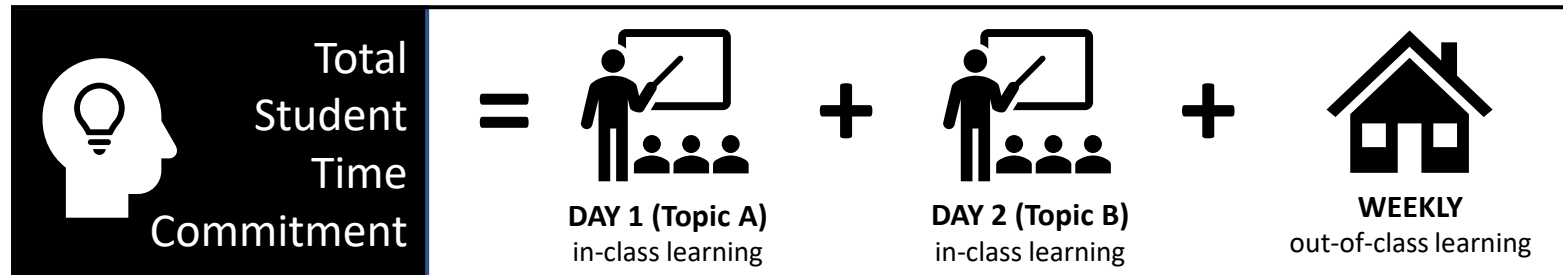 Total
Student
Time
Commitment
=
+
+
DAY 1 (Topic A)
in-class learning
DAY 2 (Topic B)
in-class learning
WEEKLY
out-of-class learning